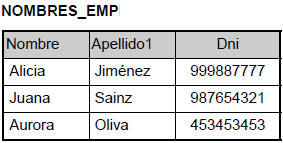 NOMBRES_EMP
Nombre Apellido1 Dni
Alicia Jiménez 999887777
Juana Sainz 987654321
Aurora Oliva 453453453